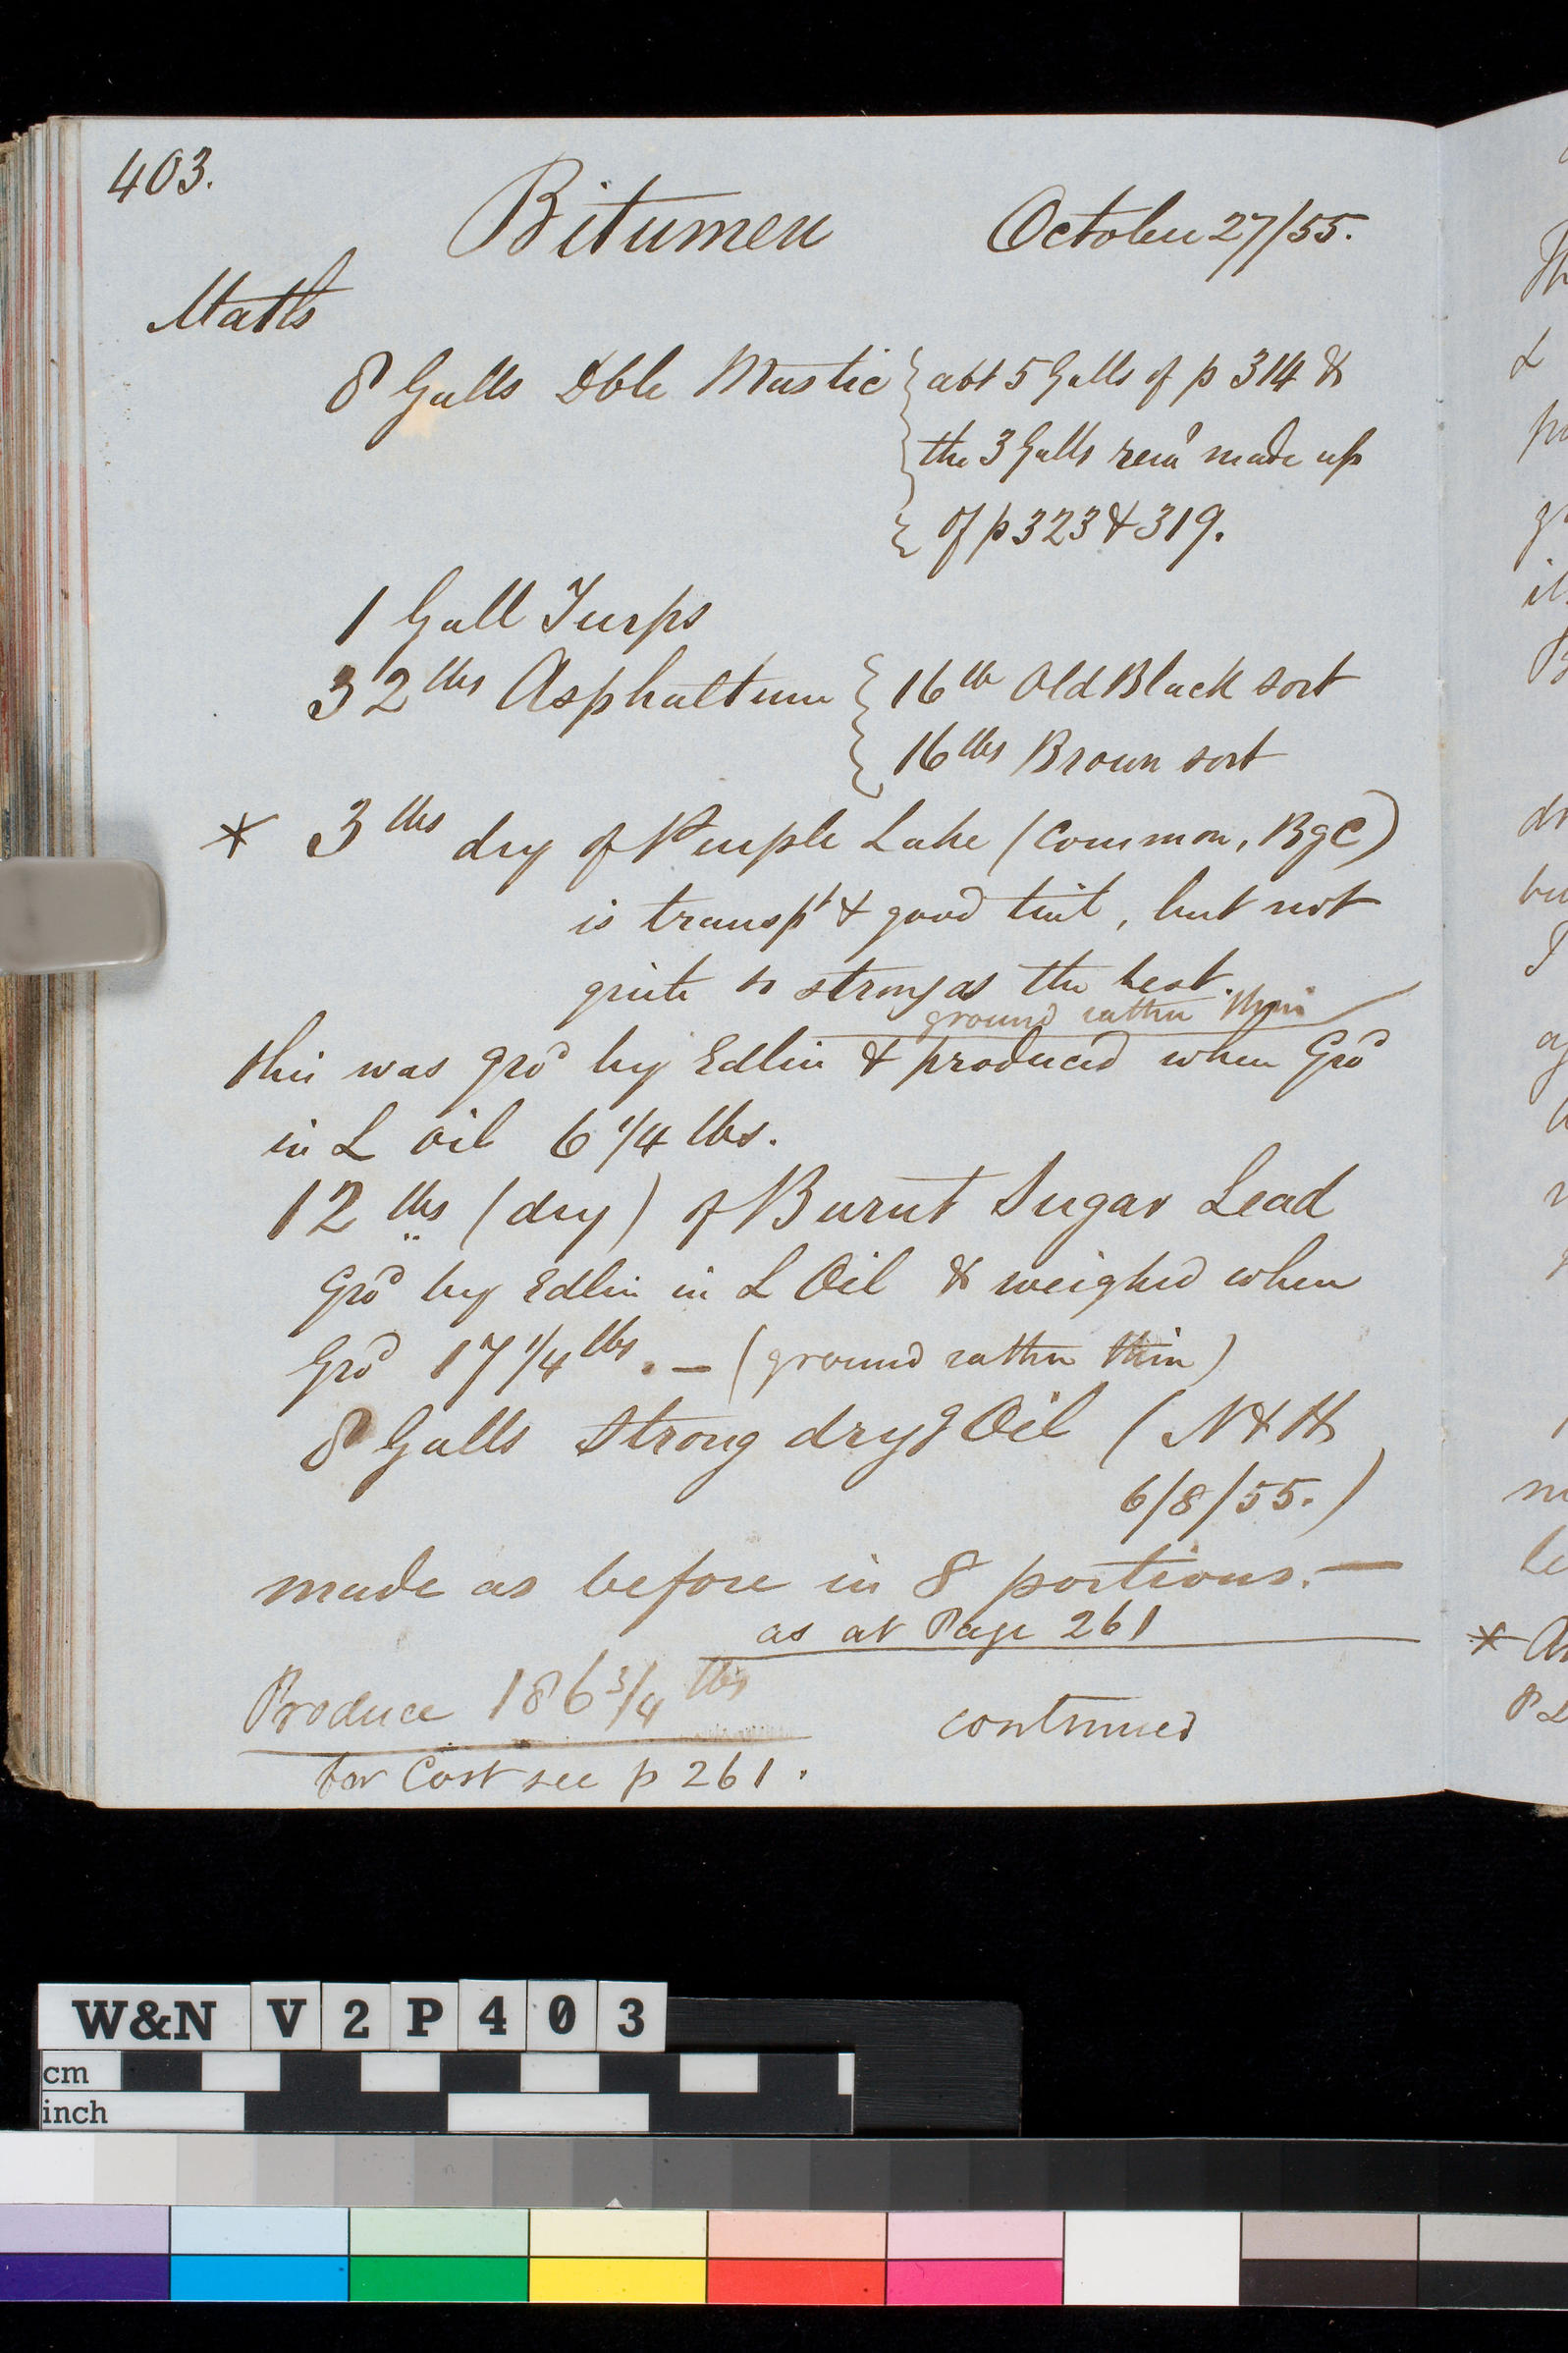 403.
Bitumen October 27/55.
Matls
8 Galls Dble Mastic { abt 5 Galls of p 314 &
the 3 Galls remd made up
of p 323 & 319.
1 Gall Turps
32 lbs Asphaltum { 16 lb Old Black sort
16 lbs Brown sort
* 3 lbs dry of Purple Lake (Common, BgC)
is transpt & good tint, but not
quite so strong as the best.
ground rather thin
this was grod by Edlin & produced when Grod
in L oil 6 1/4 lbs.
12 lbs (dry) of Burnt Sugar Lead
Grod by Edlin in L Oil & weighed when
Grod 17 1/4 lbs. – (ground rather thin)
8 Galls Strong dryg Oil (N & H
6/8/55.)
made as before in 8 portions. —
as at Page 261
Produce 186 3/4 lbs
continued
for Cost see p 261.
W&N V2P403
cm
inch